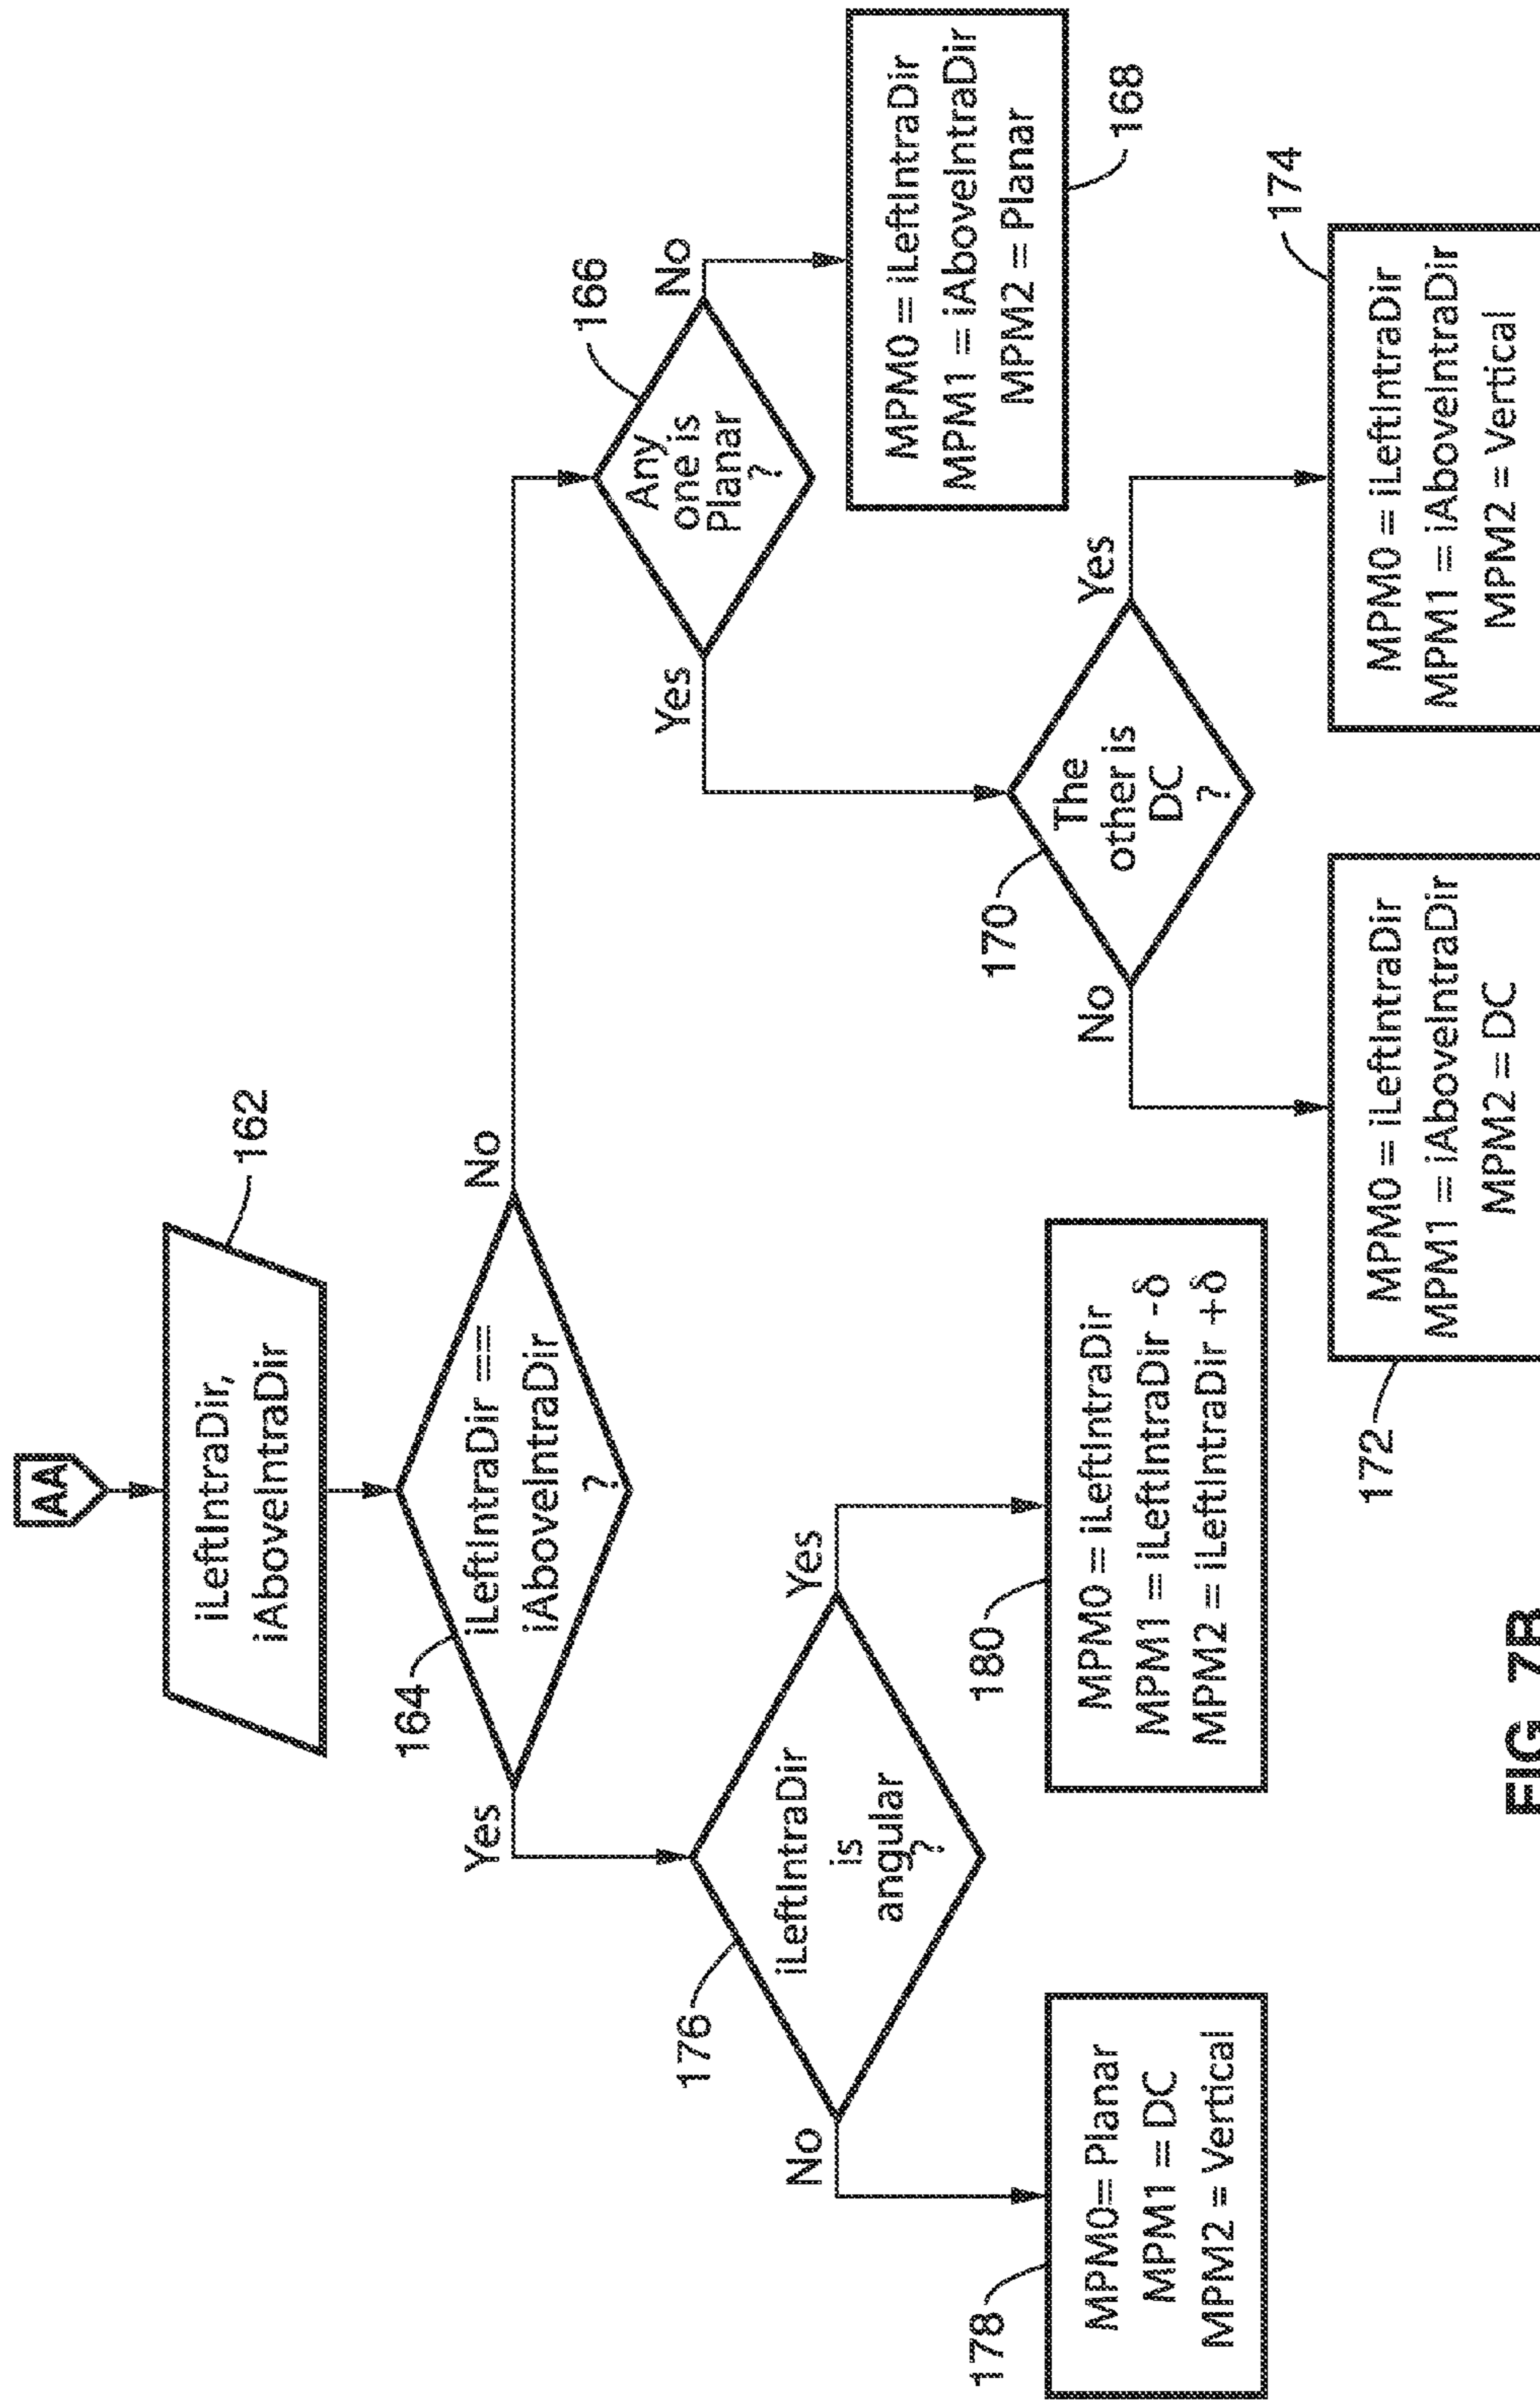 AA
iLeftIntraDir,
iAboveIntraDir
162
164
iLeftIntraDir ==
iAboveIntraDir
?
Yes
No
176
iLeftIntraDir
is
angular
?
No
Yes
166
Any
one is
Planar
?
Yes
No
178
MPM0= Planar
MPM1 = DC
MPM2 = Vertical
180
MPM0 = iLeftIntraDir
MPM1 = iLeftIntraDir -δ
MPM2 = iLeftIntraDir +δ
170
The
other is
DC
?
No
Yes
MPM0 = iLeftIntraDir
MPM1 = iAboveIntraDir
MPM2 = Planar
168
172
MPM0 = iLeftIntraDir
MPM1 = iAboveIntraDir
MPM2 = DC
174
MPM0 = iLeftIntraDir
MPM1 = iAboveIntraDir
MPM2 = Vertical
FIG. 7B